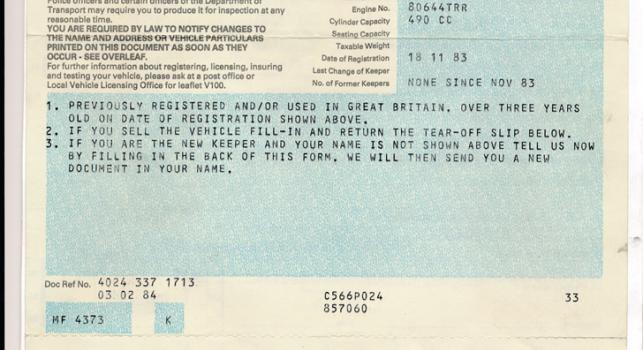 Police officers and certain officers of the Department of
Transport may require you to produce it for inspection at any
reasonable time.
YOU ARE REQUIRED BY LAW TO NOTIFY CHANGES TO
THE NAME AND ADDRESS OR VEHICLE PARTICULARS
PRINTED ON THIS DOCUMENT AS SOON AS THEY
OCCUR - SEE OVERLEAF.
For further information about registering, licensing, insuring
and testing your vehicle, please ask at a post office or
Local Vehicle Licensing Office for leaflet V100.
Engine No. 80644TRR
Cylinder Capacity 490 CC
Seating Capacity
Taxable Weight
Date of Registration 18 11 83
Last Change of Keeper
No. of Former Keepers NONE SINCE NOV 83
1. PREVIOUSLY REGISTERED AND/OR USED IN GREAT BRITAIN. OVER THREE YEARS
OLD ON DATE OF REGISTRATION SHOWN ABOVE.
2. IF YOU SELL THE VEHICLE FILL-IN AND RETURN THE TEAR-OFF SLIP BELOW.
3. IF YOU ARE THE NEW KEEPER AND YOUR NAME IS NOT SHOWN ABOVE TELL US NOW
BY FILLING IN THE BACK OF THIS FORM. WE WILL THEN SEND YOU A NEW
DOCUMENT IN YOUR NAME.
Doc Ref No. 4024 337 1713
03 02 84
C566P024
857060
33
MF 4373
K